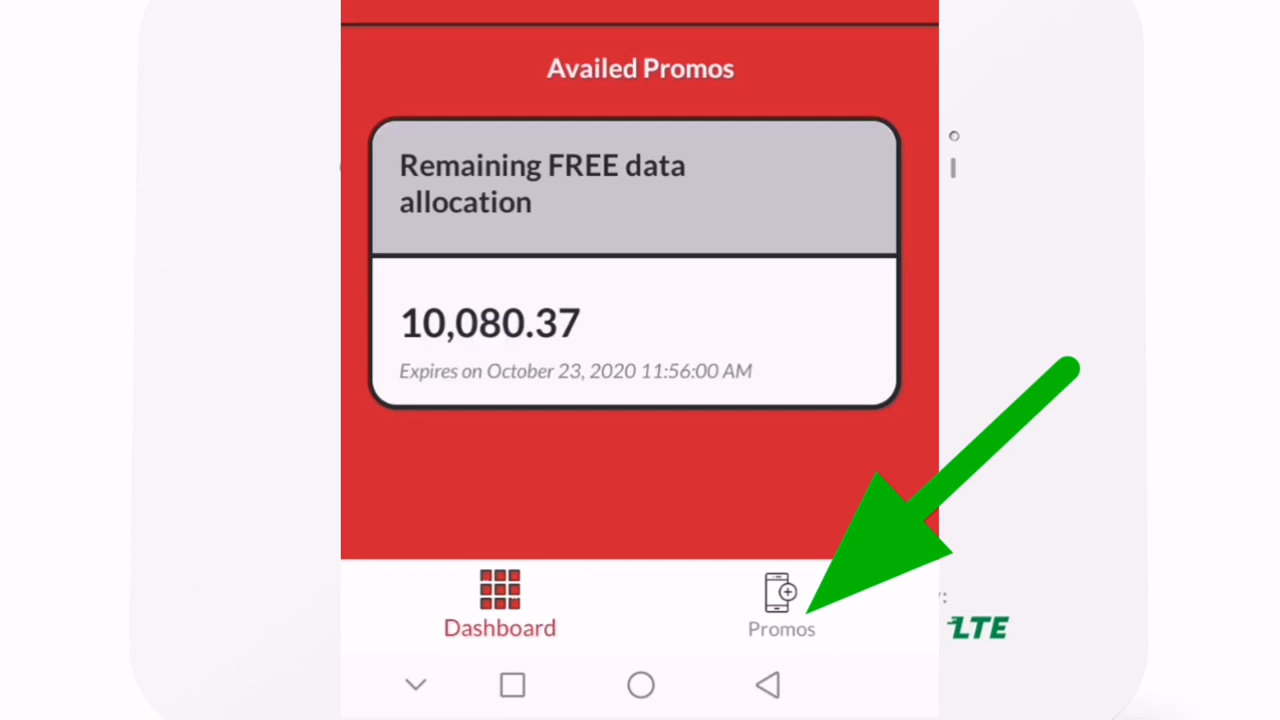 Availed Promos
Remaining FREE data
allocation
10,080.37
Expires on October 23, 2020 11:56:00 AM
Dashboard
Promos
LTE